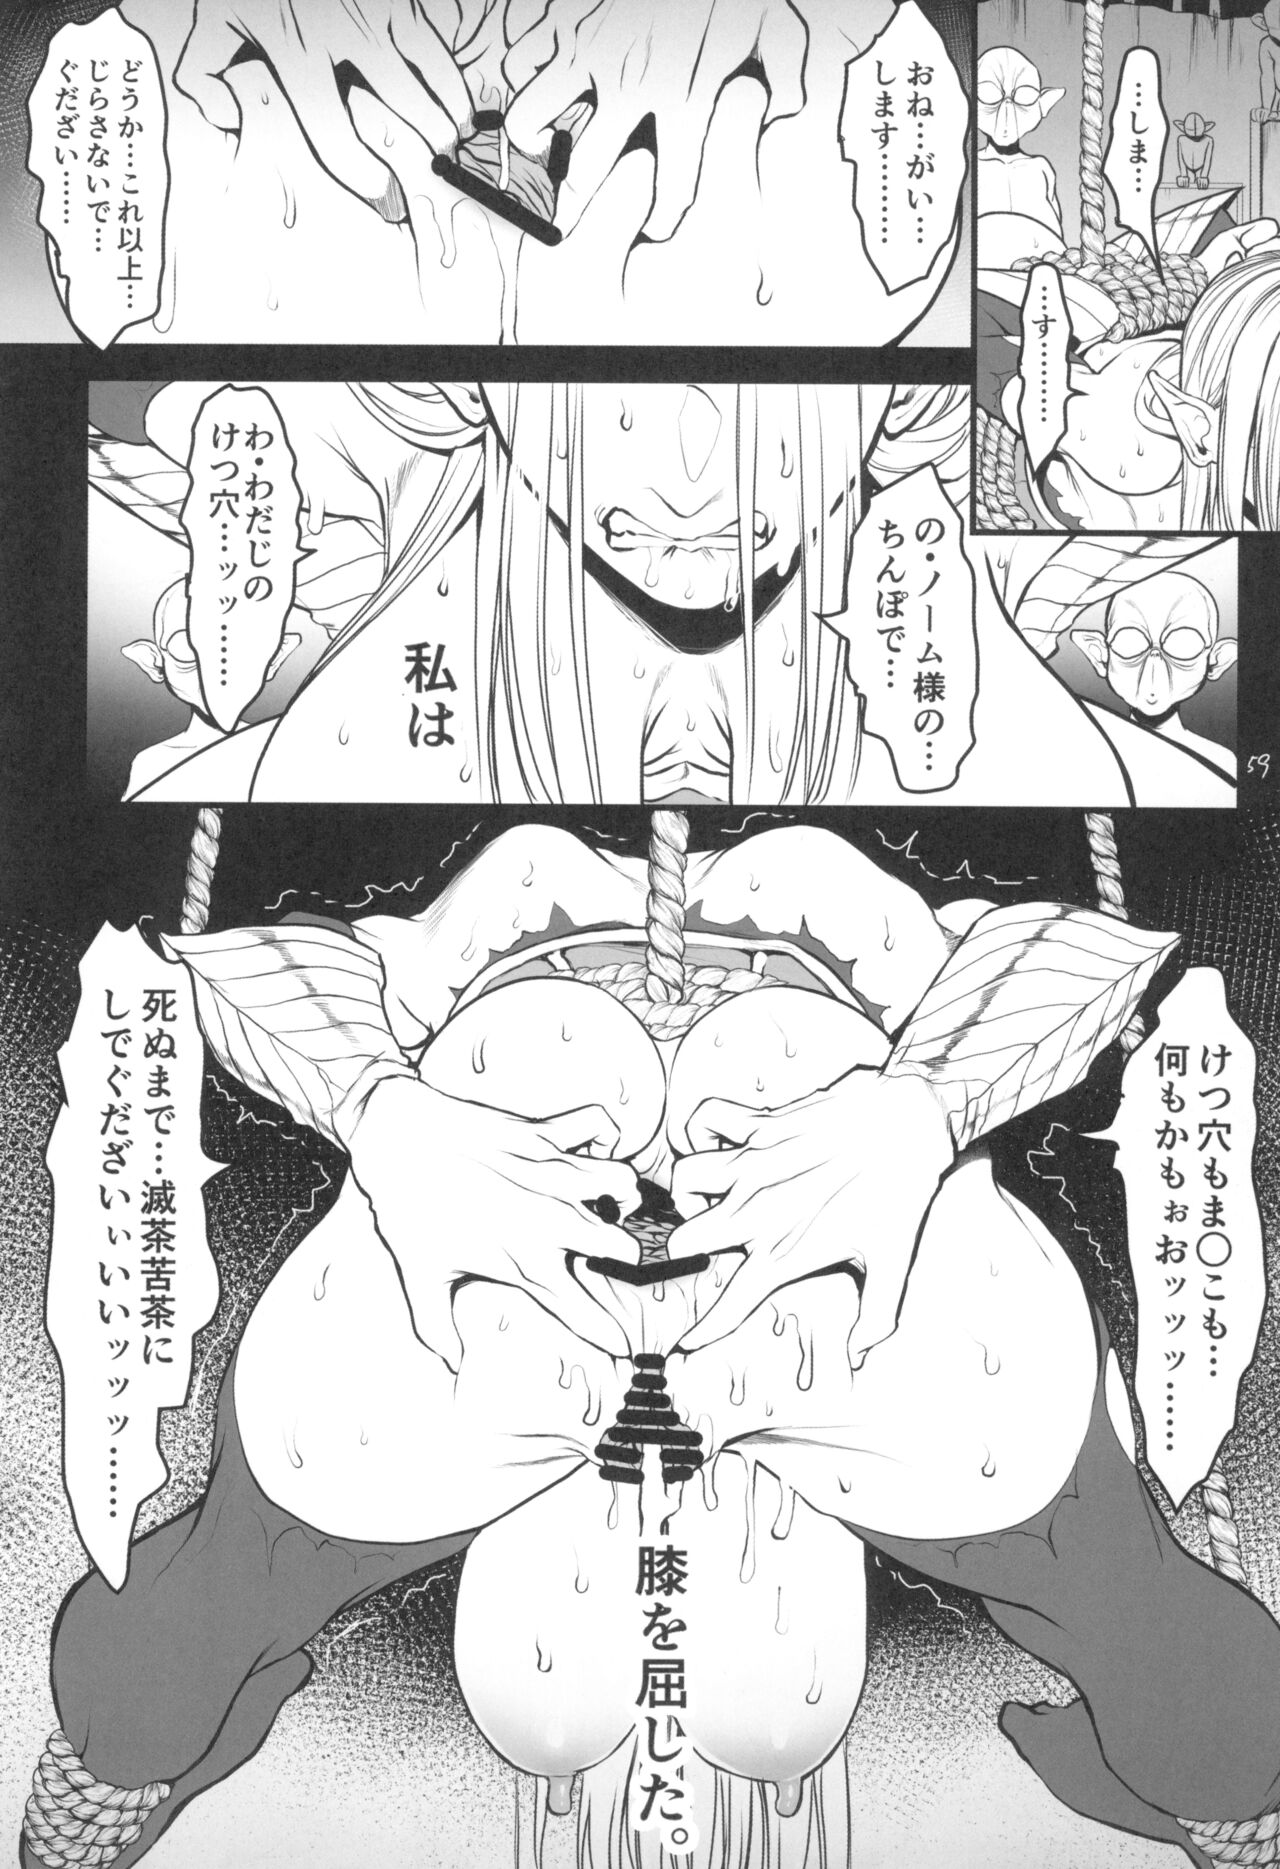 …しま…
…す………
おね…がい…
します………
どうか…これ以上…
じらさないで…
ぐだざい……
の・ノーム様の…
ちんぽで…
わ・わだじの
けつ穴…ッッ……
私は
59
けつ穴もま〇こも…
何もかもぉおッッッ……
死ぬまで…滅茶苦茶に
しでぐだざいぃいいッッッ……
膝を屈した。